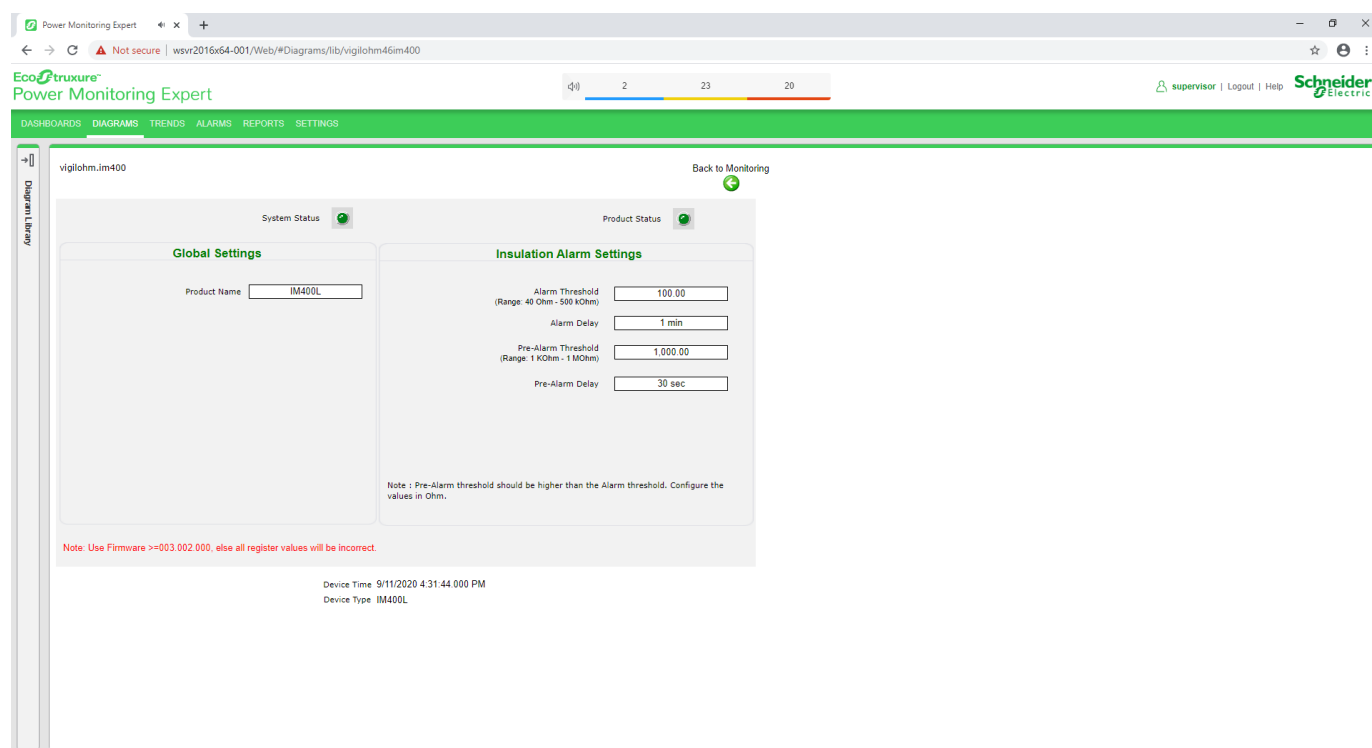 Power Monitoring Expert
Not secure | wsvr2016x64-001/Web/#Diagrams/lib/vigilohm46im400
EcoStruxure™
Power Monitoring Expert
2 23 20
supervisor | Logout | Help
Schneider Electric
DASHBOARDS DIAGRAMS TRENDS ALARMS REPORTS SETTINGS
Diagram Library
vigilohm.im400
Back to Monitoring
System Status
Product Status
Global Settings
Product Name IM400L
Insulation Alarm Settings
Alarm Threshold 100.00
(Range: 40 Ohm - 500 kOhm)
Alarm Delay 1 min
Pre-Alarm Threshold 1,000.00
(Range: 1 KOhm - 1 MOhm)
Pre-Alarm Delay 30 sec
Note : Pre-Alarm threshold should be higher than the Alarm threshold. Configure the
values in Ohm.
Note: Use Firmware >=003.002.000, else all register values will be incorrect.
Device Time 9/11/2020 4:31:44.000 PM
Device Type IM400L